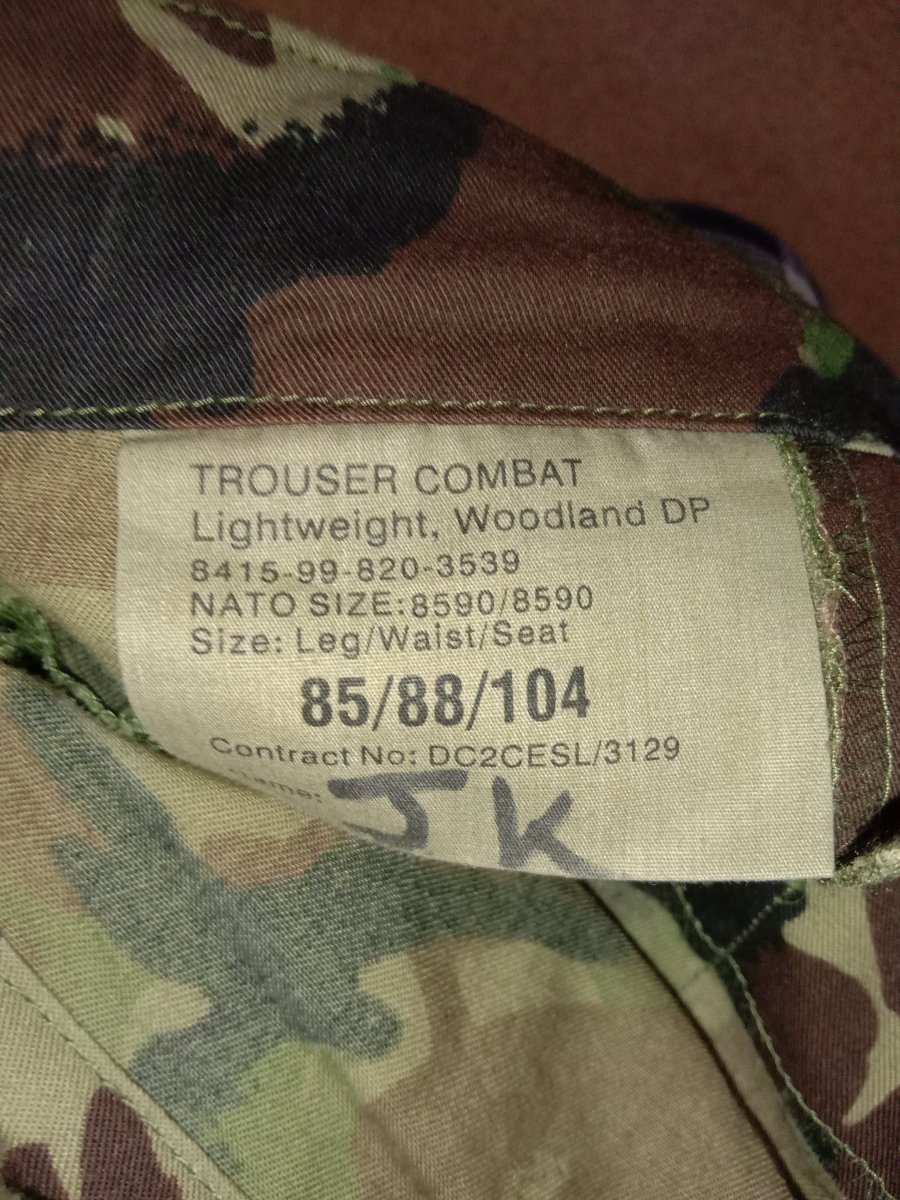 TROUSER COMBAT
Lightweight, Woodland DP
8415-99-820-3539
NATO SIZE:8590/8590
Size: Leg/Waist/Seat
85/88/104
Contract No: DC2CESL/3129
JK